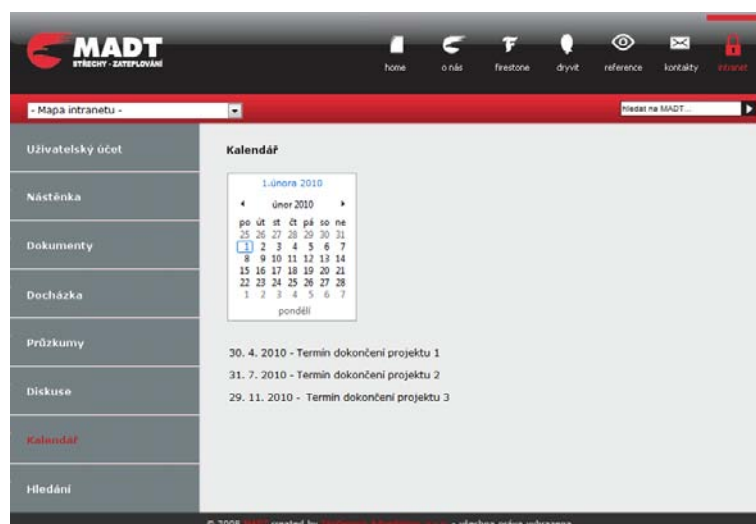 MADT
STŘECHY - ZATEPLOVÁNÍ
home o nás firestone dryvit reference kontakty intranet
- Mapa intranetu -
hledat na MADT...
Uživatelský účet
Nástěnka
Dokumenty
Docházka
Průzkumy
Diskuse
Kalendář
Hledání
Kalendář
1.února 2010
únor 2010
po út st čt pá so ne
25 26 27 28 29 30 31
1 2 3 4 5 6 7
8 9 10 11 12 13 14
15 16 17 18 19 20 21
22 23 24 25 26 27 28
1 2 3 4 5 6 7
pondělí
30. 4. 2010 - Termín dokončení projektu 1
31. 7. 2010 - Termín dokončení projektu 2
29. 11. 2010 - Termín dokončení projektu 3